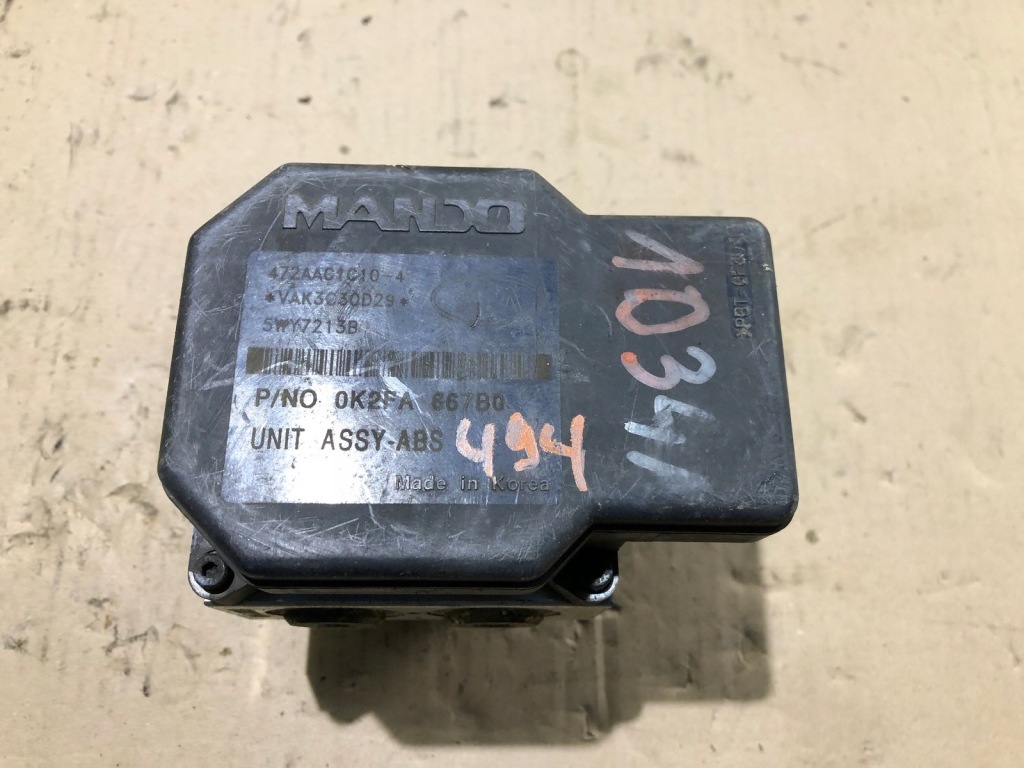 MANDO
472AAC1C10-4
*VAK3C30D29*
5WY7213B
P/NO 0K2FA 667B0
UNIT ASSY-ABS
494
Made in Korea
10341